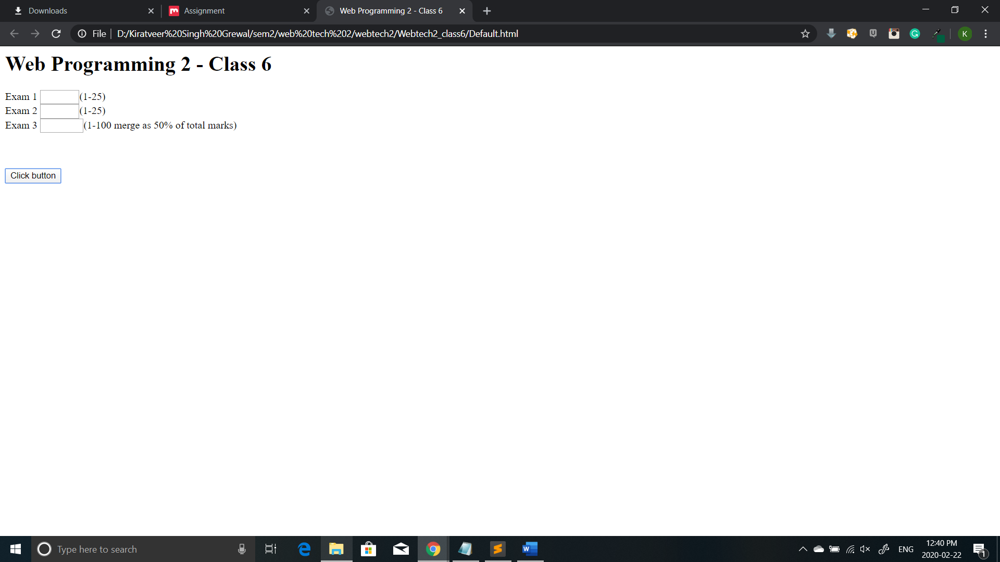 Downloads
Assignment
Web Programming 2 - Class 6
File
D:/Kiratveer%20Singh%20Grewal/sem2/web%20tech%202/webtech2/Webtech2_class6/Default.html
K
Web Programming 2 - Class 6
Exam 1 (1-25)
Exam 2 (1-25)
Exam 3 (1-100 merge as 50% of total marks)
Click button
Type here to search
ENG
12:40 PM
2020-02-22
1